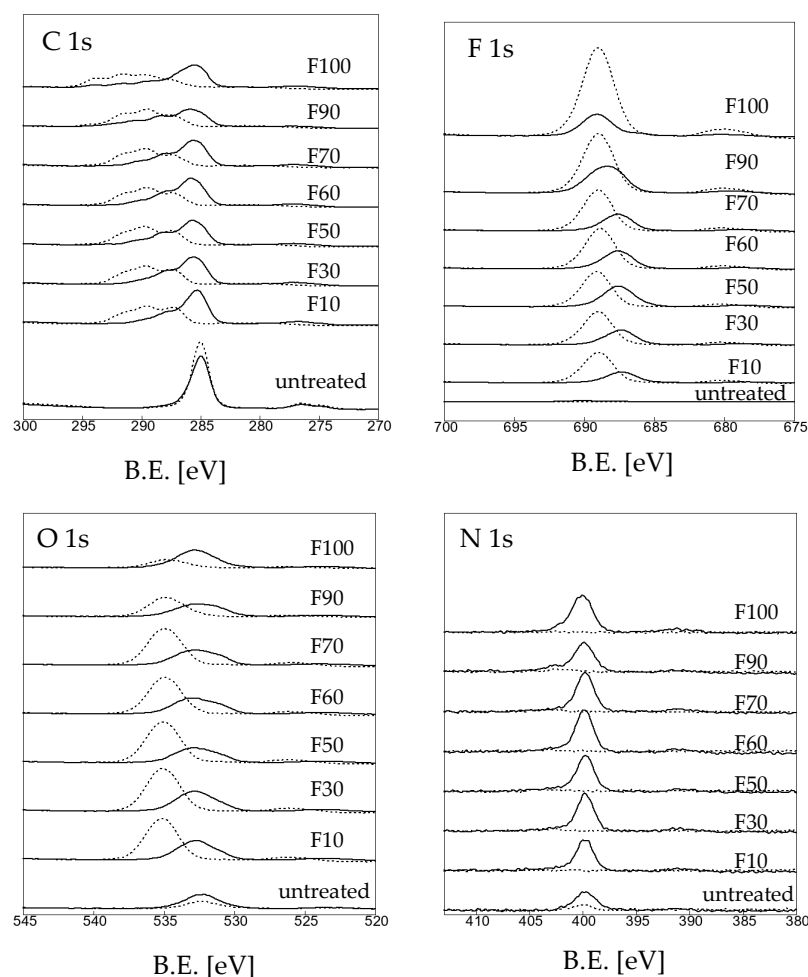 C 1s
F100
F90
F70
F60
F50
F30
F10
untreated
300 295 290 285 280 275 270
B.E. [eV]
F 1s
F100
F90
F70
F60
F50
F30
F10
untreated
700 695 690 685 680 675
B.E. [eV]
O 1s
F100
F90
F70
F60
F50
F30
F10
untreated
545 540 535 530 525 520
B.E. [eV]
N 1s
F100
F90
F70
F60
F50
F30
F10
untreated
410 405 400 395 390 385 380
B.E. [eV]